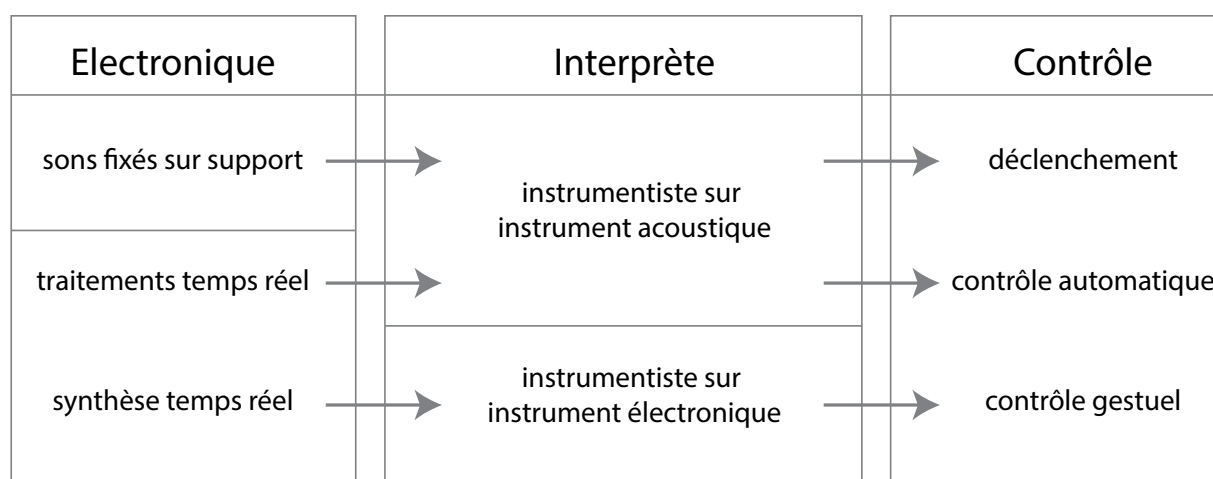 Electronique
Interprète
Contrôle
sons fixés sur support
instrumentiste sur
instrument acoustique
déclenchement
traitements temps réel
contrôle automatique
synthèse temps réel
instrumentiste sur
instrument électronique
contrôle gestuel